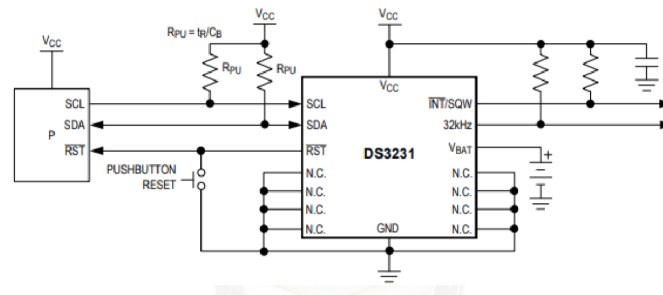 VCC
RPU = tR/CB
VCC
VCC
RPU
RPU
SCL
SDA
RST
P
PUSHBUTTON
RESET
VCC
SCL
SDA
RST
N.C.
N.C.
N.C.
N.C.
DS3231
GND
INT/SQW
32kHz
VBAT
N.C.
N.C.
N.C.
N.C.
+